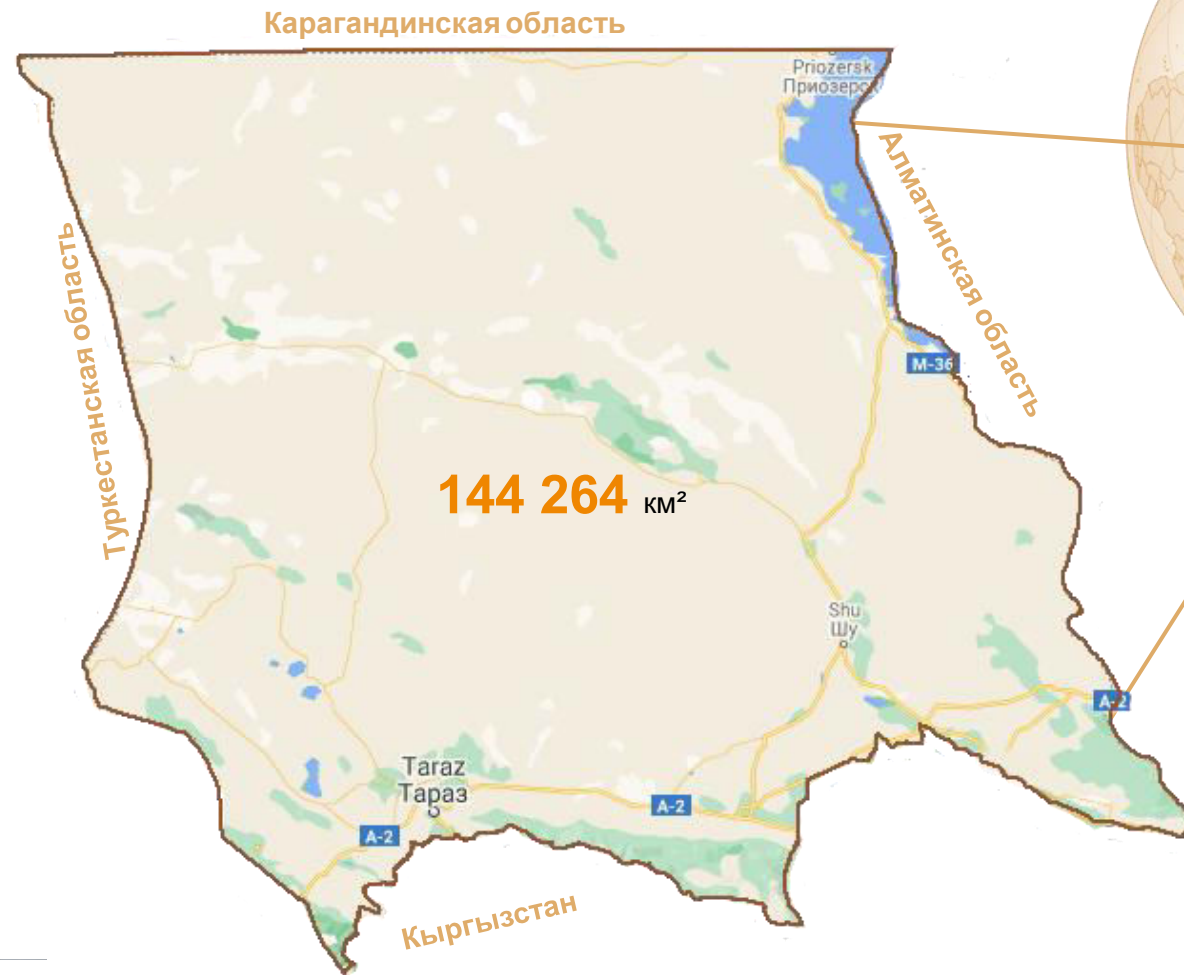 Карагандинская область
Priozersk
Приозерск
Алматинская область
Туркестанская область
M-36
144 264 км²
Shu
Шу
A-2
Taraz
Тараз
A-2
A-2
Кыргызстан